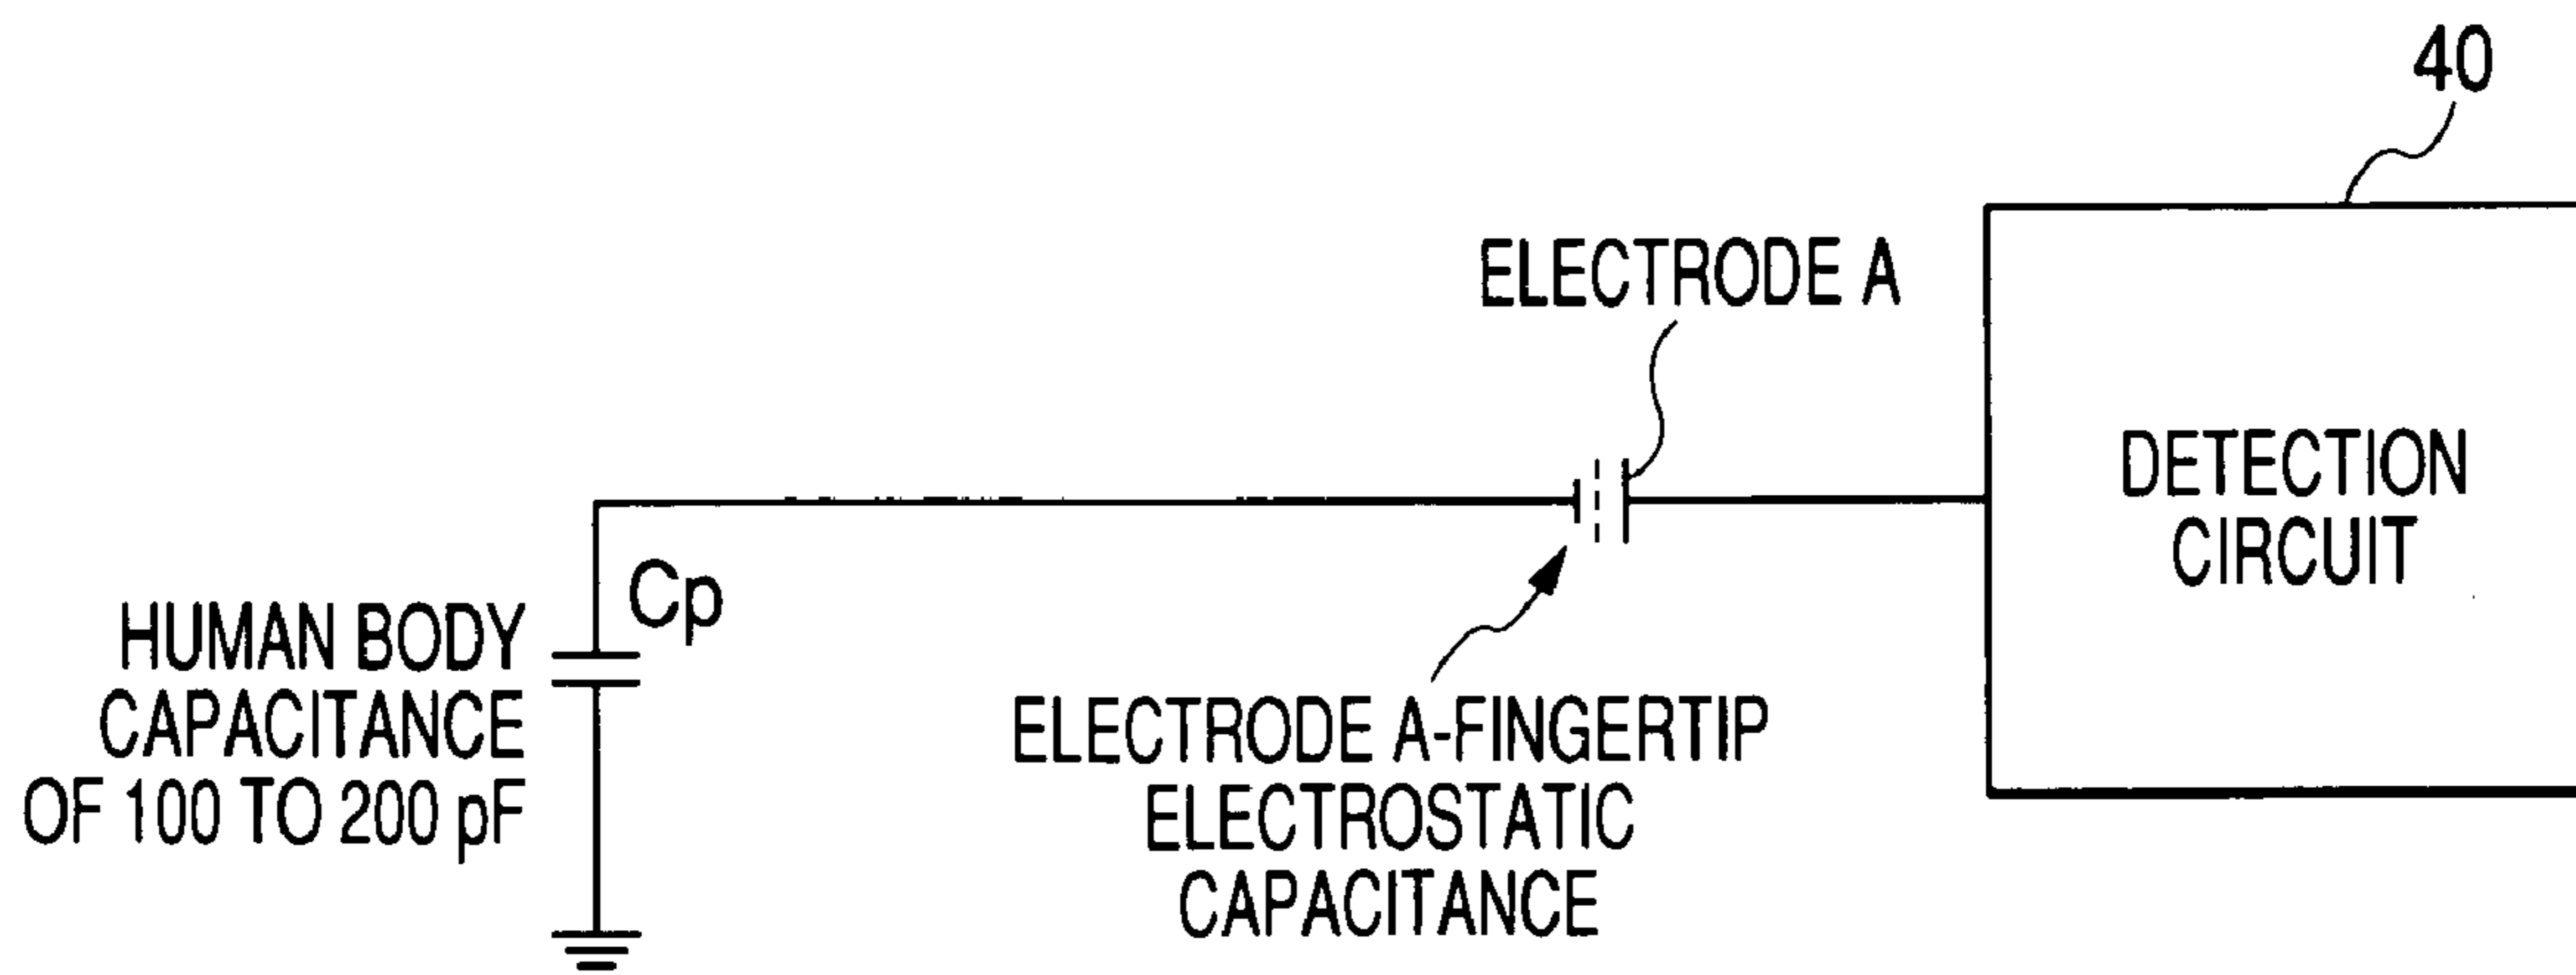 40
ELECTRODE A
DETECTION
CIRCUIT
Cp
HUMAN BODY
CAPACITANCE
OF 100 TO 200 pF
ELECTRODE A-FINGERTIP
ELECTROSTATIC
CAPACITANCE